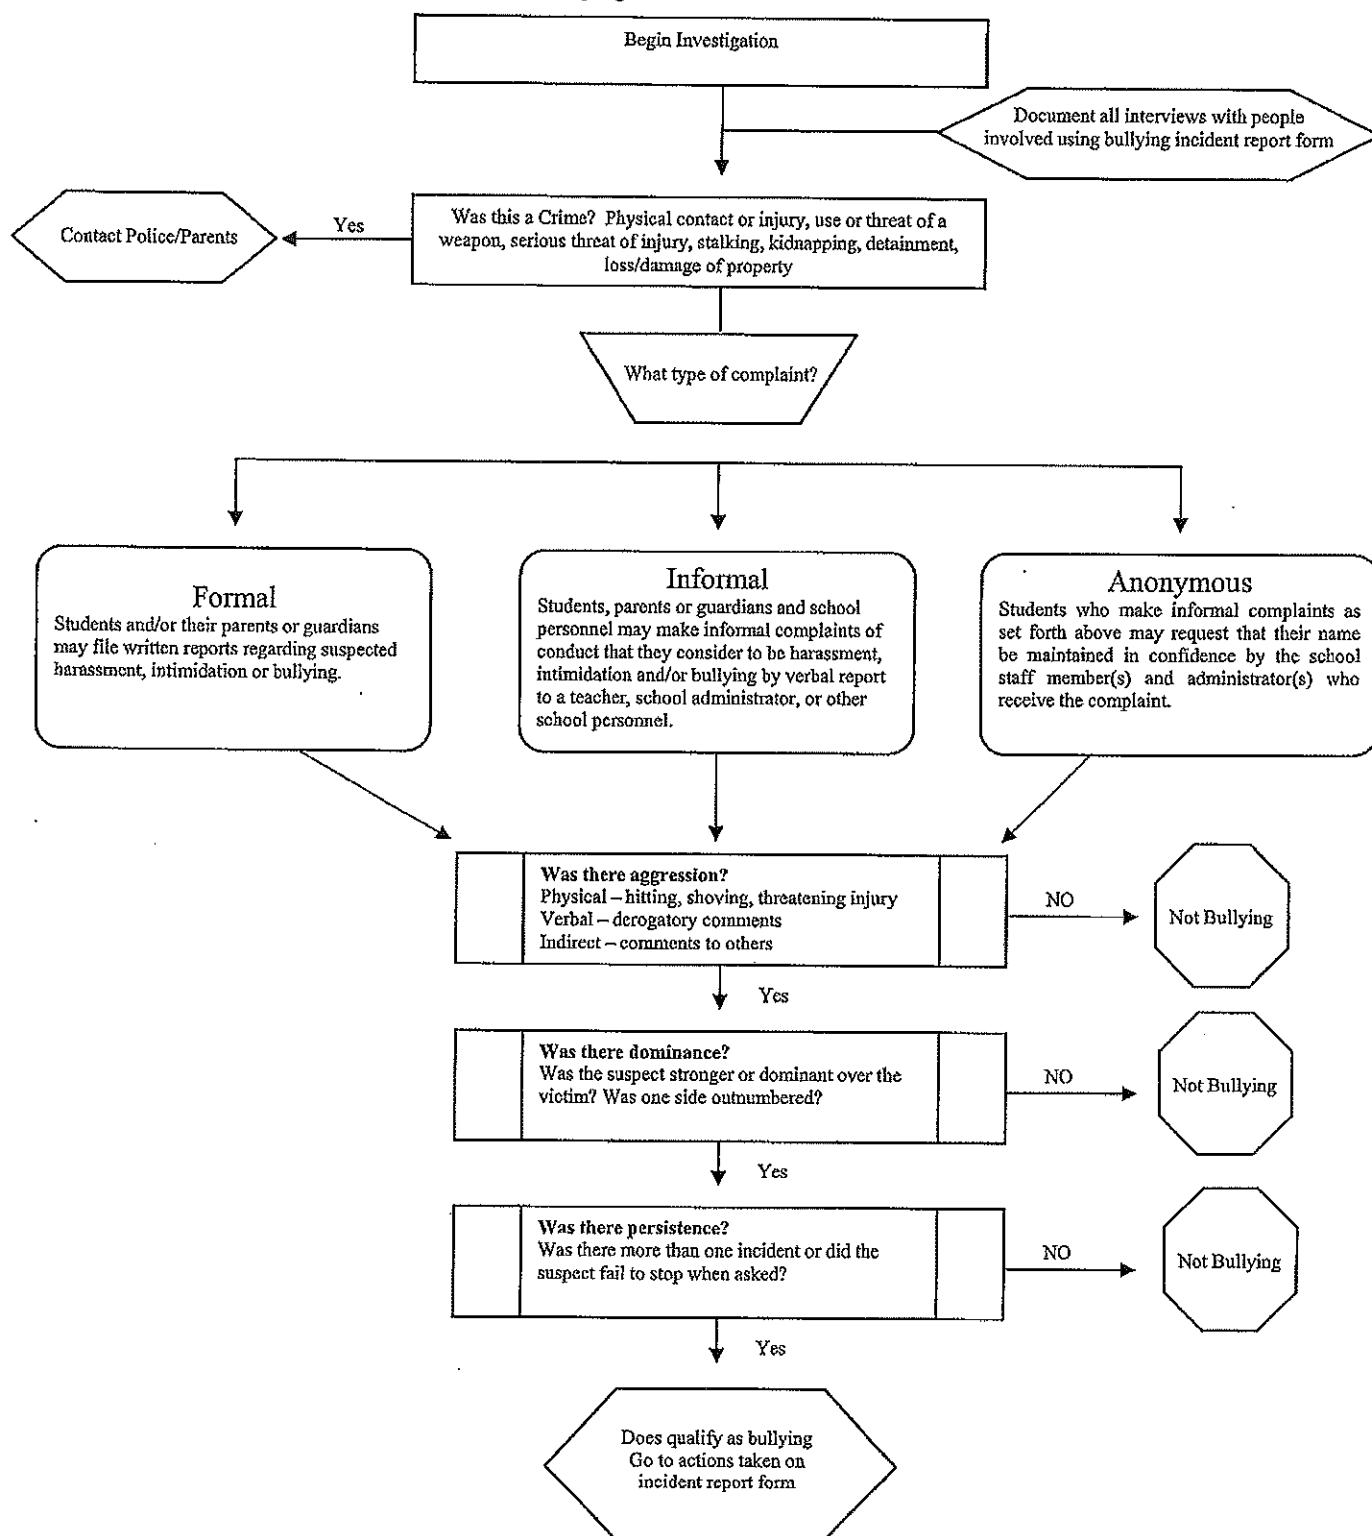 Begin Investigation
Document all interviews with people
involved using bullying incident report form
Was this a Crime? Physical contact or injury, use or threat of a
weapon, serious threat of injury, stalking, kidnapping, detainment,
loss/damage of property
Yes
Contact Police/Parents
What type of complaint?
Formal
Students and/or their parents or guardians
may file written reports regarding suspected
harassment, intimidation or bullying.
Informal
Students, parents or guardians and school
personnel may make informal complaints of
conduct that they consider to be harassment,
intimidation and/or bullying by verbal report
to a teacher, school administrator, or other
school personnel.
Anonymous
Students who make informal complaints as
set forth above may request that their name
be maintained in confidence by the school
staff member(s) and administrator(s) who
receive the complaint.
Was there aggression?
Physical – hitting, shoving, threatening injury
Verbal – derogatory comments
Indirect – comments to others
NO
Not Bullying
Yes
Was there dominance?
Was the suspect stronger or dominant over the
victim? Was one side outnumbered?
NO
Not Bullying
Yes
Was there persistence?
Was there more than one incident or did the
suspect fail to stop when asked?
NO
Not Bullying
Yes
Does qualify as bullying
Go to actions taken on
incident report form